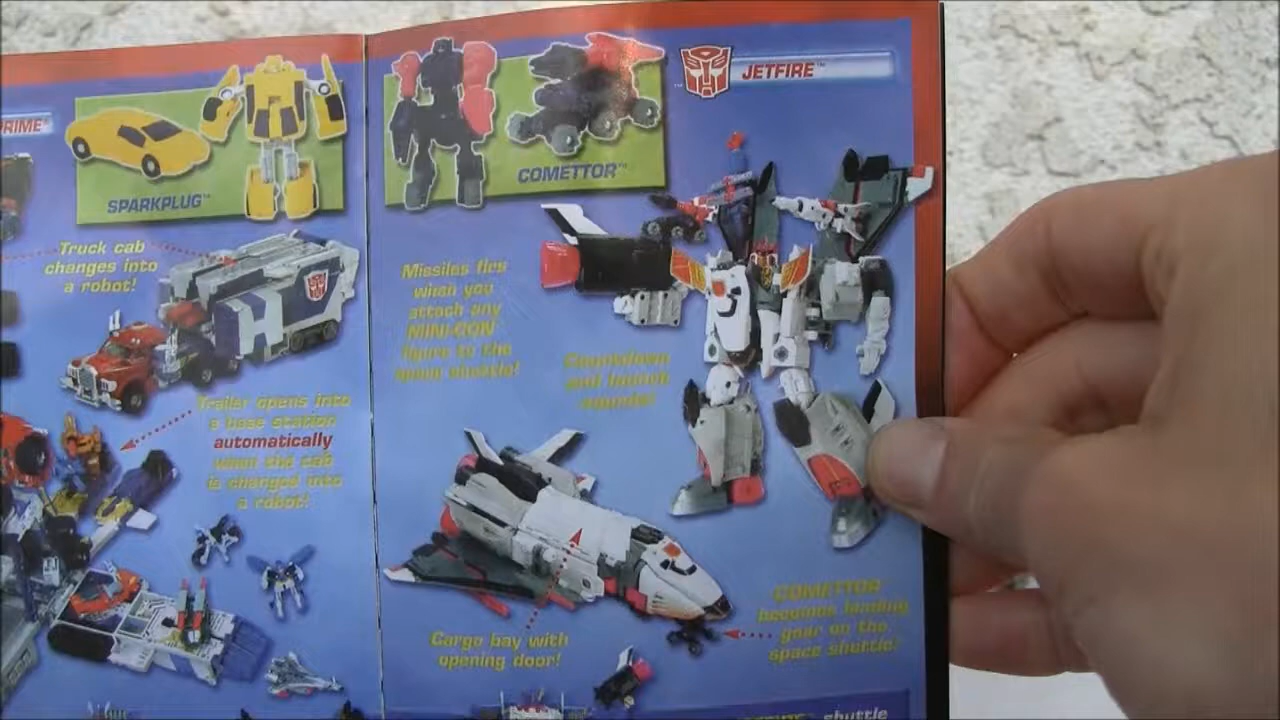 PRIME™
SPARKPLUG™
Truck cab
changes into
a robot!
Trailer opens into
a base station
automatically
when the cab
is changed into
a robot!
COMETTOR™
JETFIRE™
Missiles fire
when you
attach any
MINI-CON
figure to the
space shuttle!
Countdown
and launch
sounds!
Cargo bay with
opening door!
COMETTOR
becomes landing
gear on the
space shuttle!
shuttle